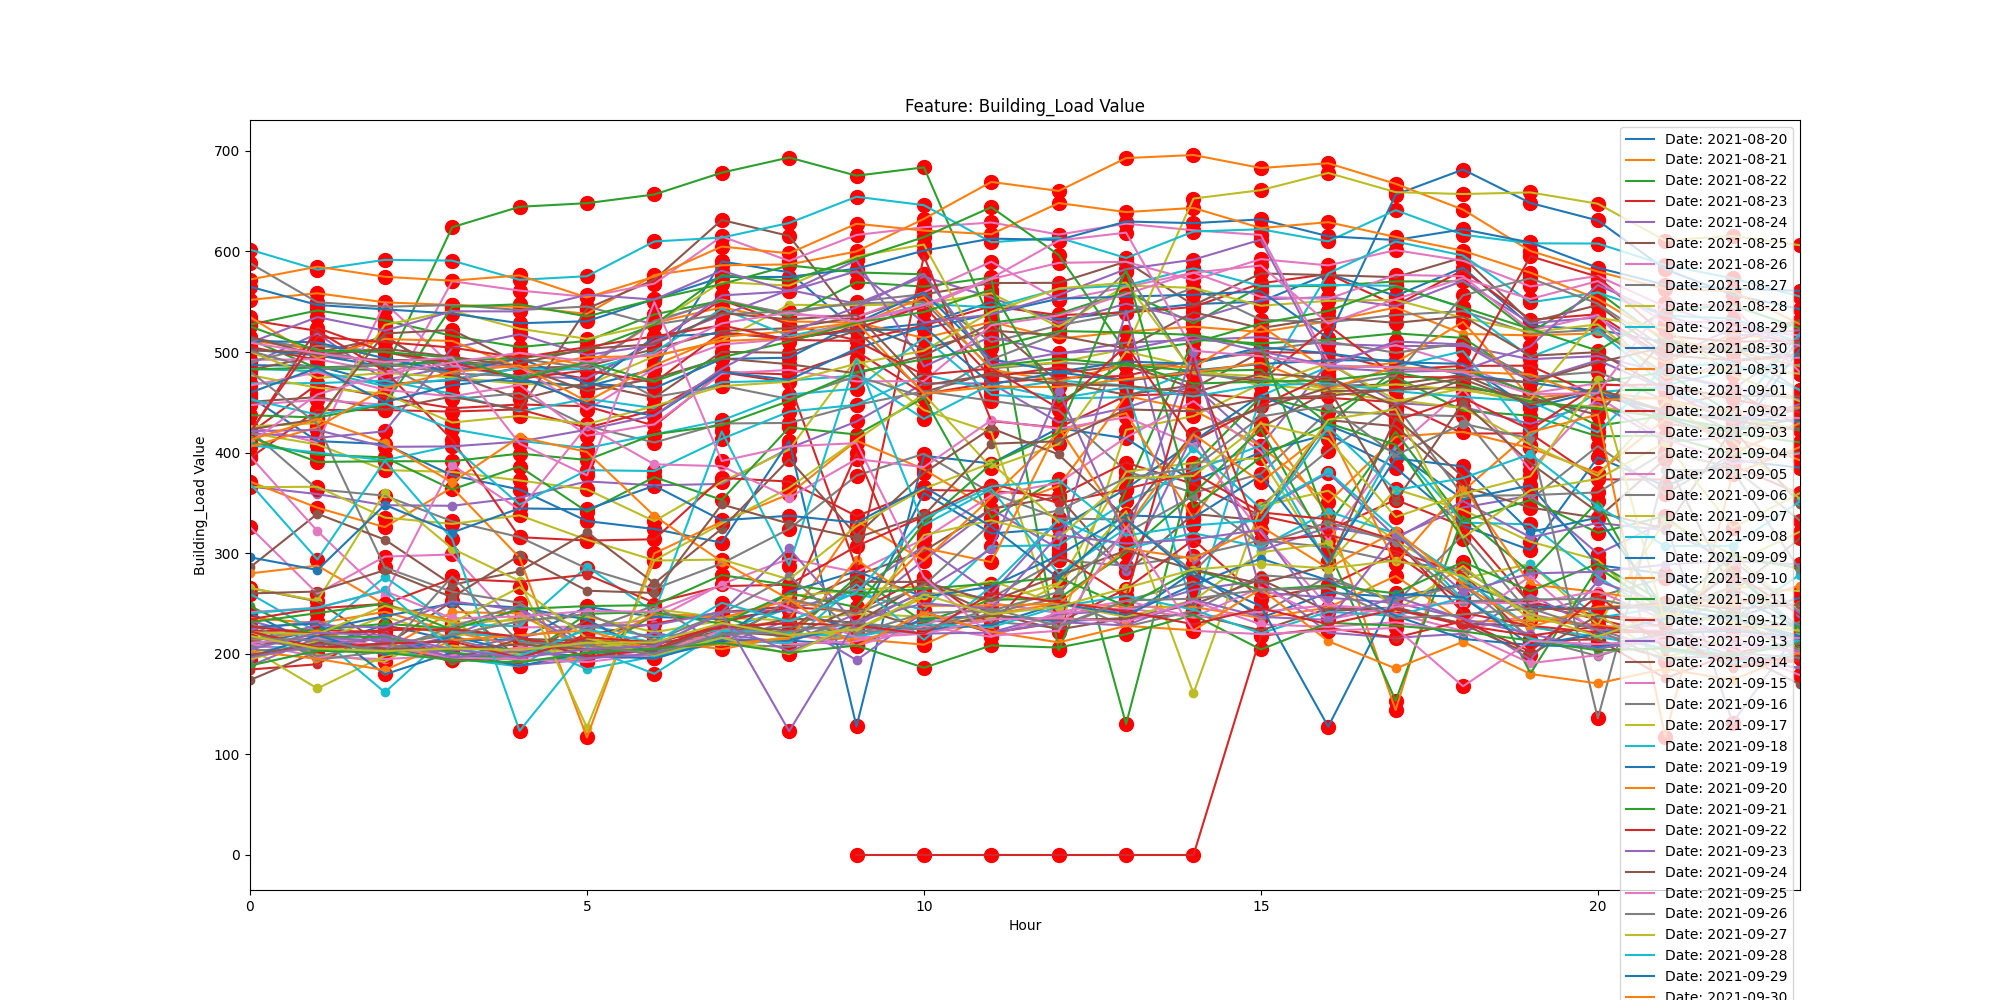 Feature: Building_Load Value
700
600
500
400
300
200
100
0
Building_Load Value
0
5
10
15
20
Hour
Date: 2021-08-20
Date: 2021-08-21
Date: 2021-08-22
Date: 2021-08-23
Date: 2021-08-24
Date: 2021-08-25
Date: 2021-08-26
Date: 2021-08-27
Date: 2021-08-28
Date: 2021-08-29
Date: 2021-08-30
Date: 2021-08-31
Date: 2021-09-01
Date: 2021-09-02
Date: 2021-09-03
Date: 2021-09-04
Date: 2021-09-05
Date: 2021-09-06
Date: 2021-09-07
Date: 2021-09-08
Date: 2021-09-09
Date: 2021-09-10
Date: 2021-09-11
Date: 2021-09-12
Date: 2021-09-13
Date: 2021-09-14
Date: 2021-09-15
Date: 2021-09-16
Date: 2021-09-17
Date: 2021-09-18
Date: 2021-09-19
Date: 2021-09-20
Date: 2021-09-21
Date: 2021-09-22
Date: 2021-09-23
Date: 2021-09-24
Date: 2021-09-25
Date: 2021-09-26
Date: 2021-09-27
Date: 2021-09-28
Date: 2021-09-29
Date: 2021-09-30